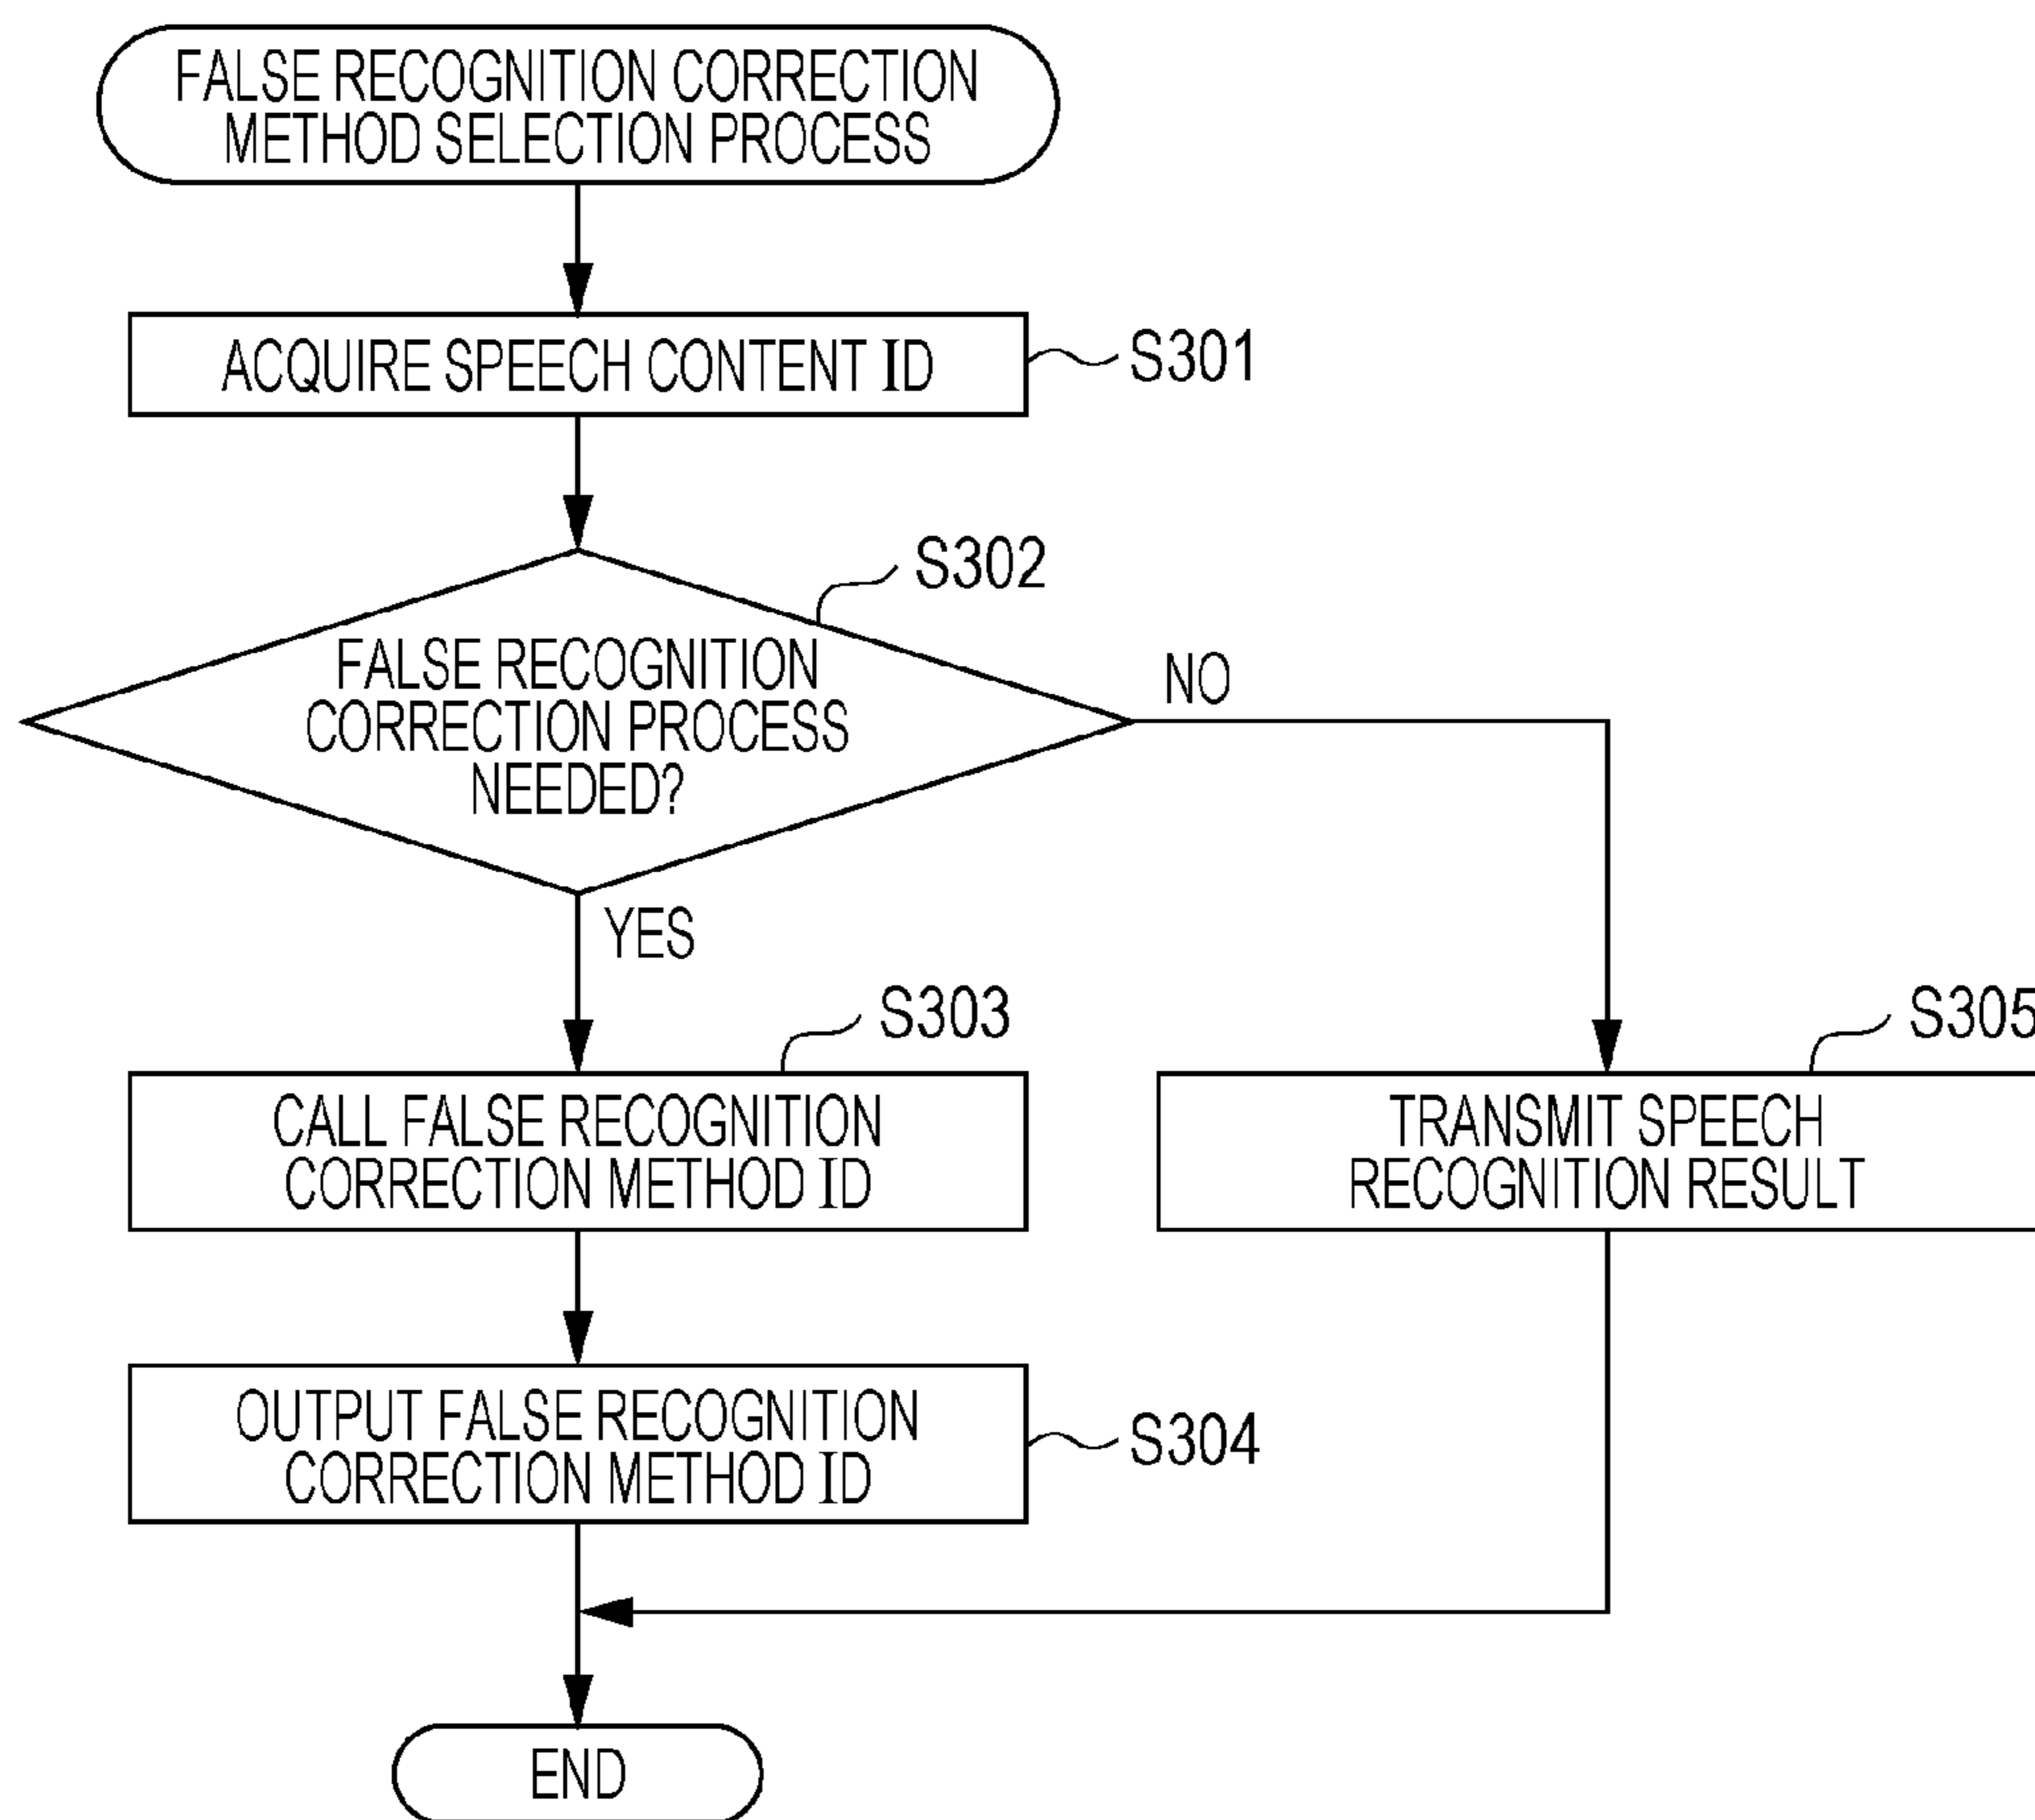 FALSE RECOGNITION CORRECTION
METHOD SELECTION PROCESS
ACQUIRE SPEECH CONTENT ID
S301
S302
FALSE RECOGNITION
CORRECTION PROCESS
NEEDED?
NO
YES
S303
CALL FALSE RECOGNITION
CORRECTION METHOD ID
S305
TRANSMIT SPEECH
RECOGNITION RESULT
OUTPUT FALSE RECOGNITION
CORRECTION METHOD ID
S304
END